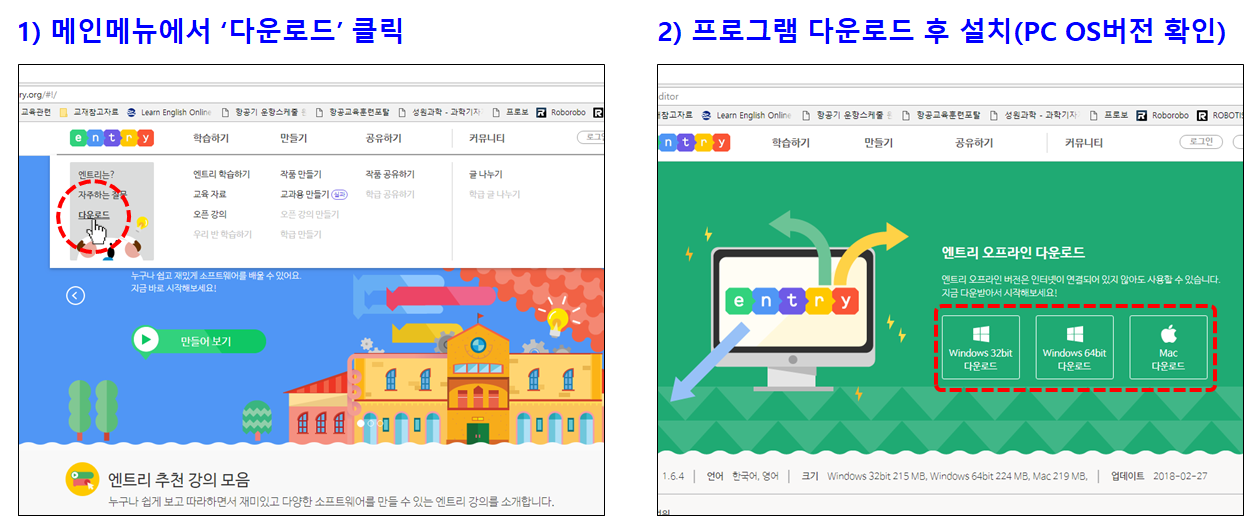 1) 메인메뉴에서 ‘다운로드’ 클릭
ry.org/#!/
교육관련 교재참고자료 Learn English Online 항공기 운항스케줄 항공교육훈련포탈 성원과학 - 과학기자 프로보 Roborobo
entry 학습하기 만들기 공유하기 커뮤니티 로그인
엔트리는? 엔트리 학습하기 작품 만들기 작품 공유하기 글 나누기
자주하는 질문 교육 자료 교과용 만들기 실과 학급 공유하기 학급 글 나누기
다운로드 오픈 강의 오픈 강의 만들기
우리 반 학습하기 학급 만들기
누구나 쉽고 재밌게 소프트웨어를 배울 수 있어요.
지금 바로 시작해보세요!
만들어 보기
엔트리 추천 강의 모음
누구나 쉽게 보고 따라하면서 재미있고 다양한 소프트웨어를 만들 수 있는 엔트리 강의를 소개합니다.
2) 프로그램 다운로드 후 설치(PC OS버전 확인)
ditor
재참고자료 Learn English Online 항공기 운항스케줄 항공교육훈련포탈 성원과학 - 과학기자 프로보 Roborobo ROBOTIS
ntry 학습하기 만들기 공유하기 커뮤니티 로그인
entry
엔트리 오프라인 다운로드
엔트리 오프라인 버전은 인터넷이 연결되어 있지 않아도 사용할 수 있습니다.
지금 다운받아서 시작해보세요!
Windows 32bit Windows 64bit Mac
다운로드 다운로드 다운로드
1.6.4 | 언어 한국어, 영어 | 크기 Windows 32bit 215 MB, Windows 64bit 224 MB, Mac 219 MB, | 업데이트 2018-02-27